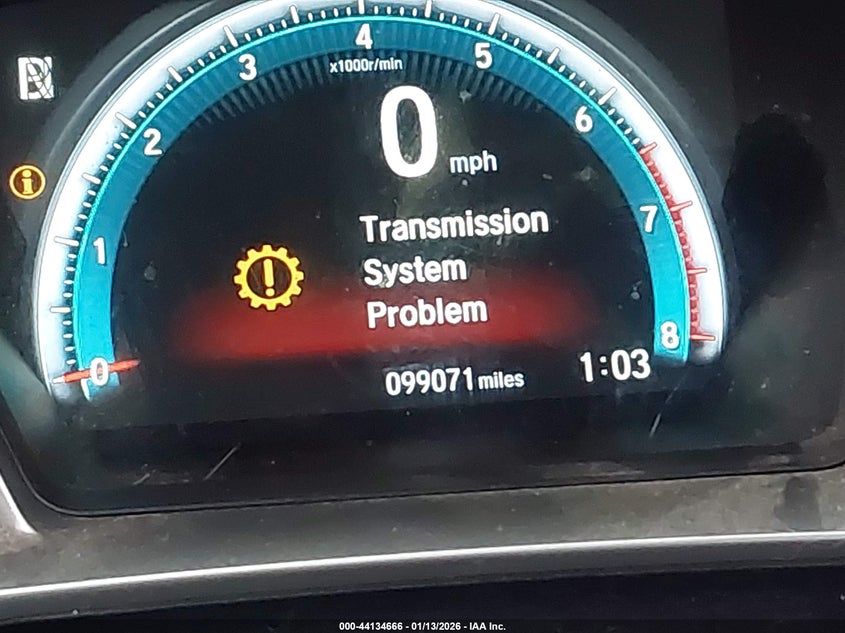 4
3
5
x1000r/min
2
6
0 mph
Transmission
1
7
System
Problem
8
0
099071 miles
1:03
000-44134666 - 01/13/2026 - IAA Inc.